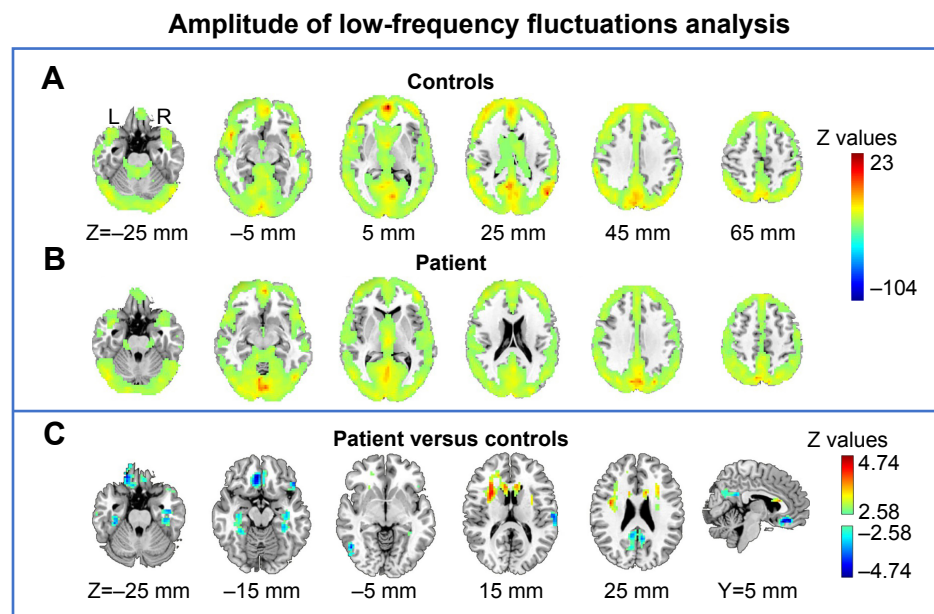 Amplitude of low-frequency fluctuations analysis
A
Controls
L R
Z values
23
–104
Z=–25 mm –5 mm 5 mm 25 mm 45 mm 65 mm
B
Patient
C
Patient versus controls
Z values
4.74
2.58
–2.58
–4.74
Z=–25 mm –15 mm –5 mm 15 mm 25 mm Y=5 mm